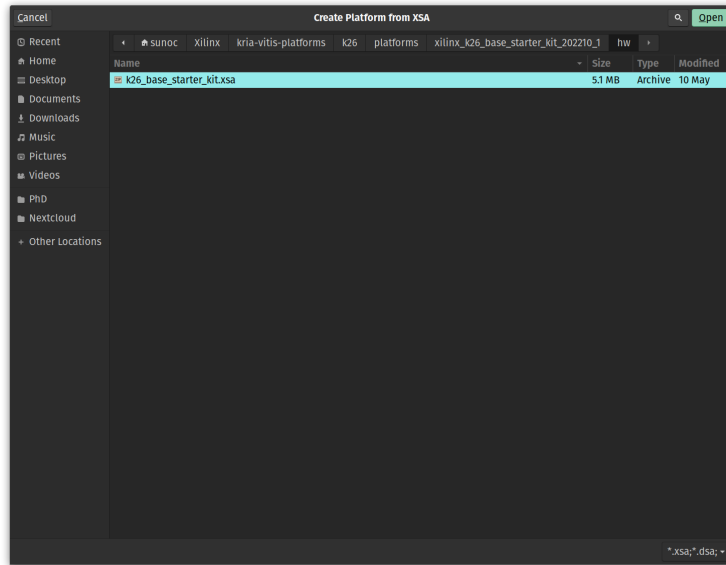 Cancel Create Platform from XSA Open
Recent
Home
Desktop
Documents
Downloads
Music
Pictures
Videos
PhD
Nextcloud
Other Locations
sunoc Xilinx kria-vitis-platforms k26 platforms xilinx_k26_base_starter_kit_202210_1 hw
Name Size Type Modified
k26_base_starter_kit.xsa 5.1 MB Archive 10 May
*.xsa;*.dsa;